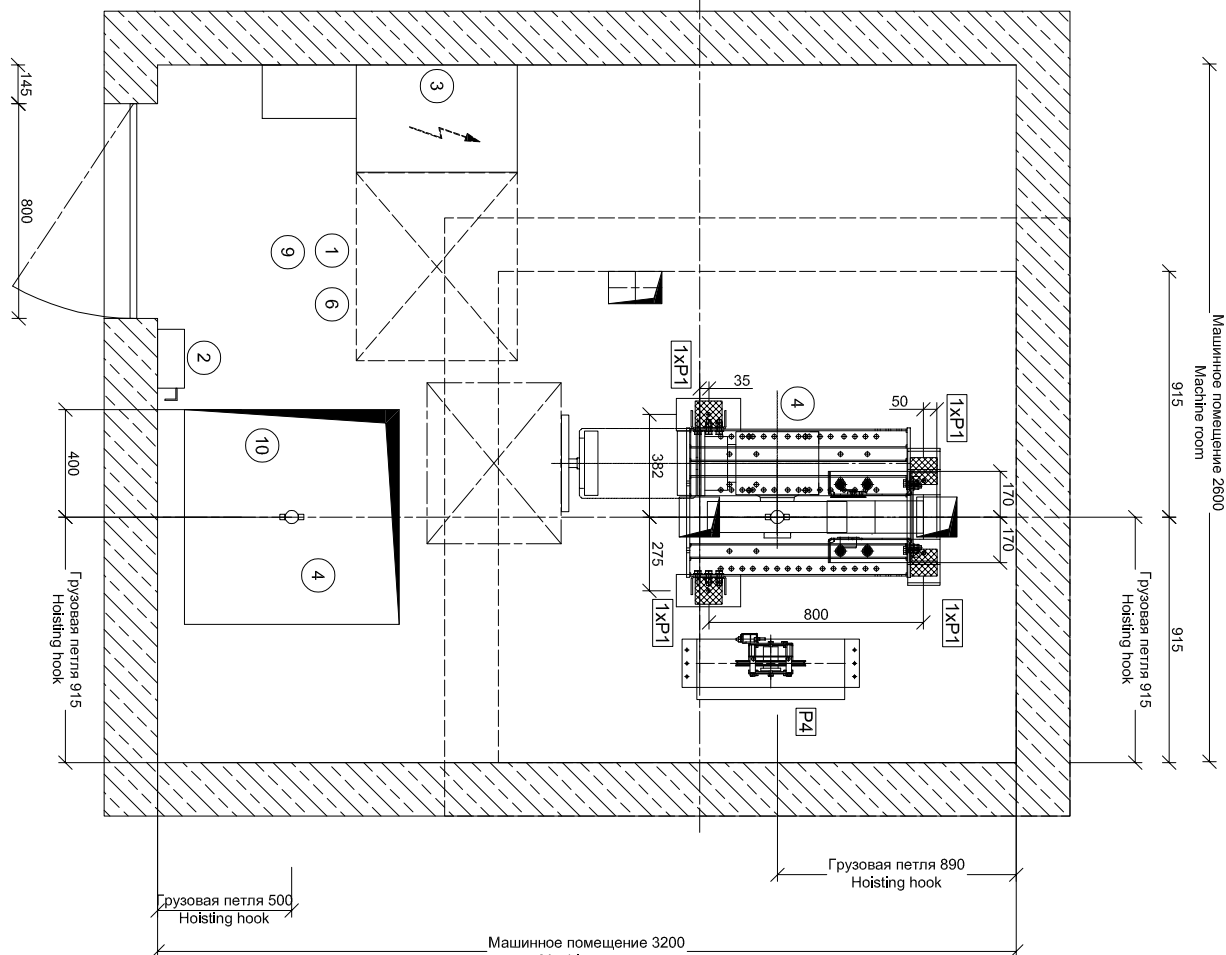 145
800
3
1
9
6
2
10
400
4
Грузовая петля 915
Hoisting hook
Машинное помещение 2600
Machine room
915
915
Грузовая петля 915
Hoisting hook
1xP1
35
4
50
1xP1
382
170
170
275
1xP1
800
1xP1
P4
Грузовая петля 890
Hoisting hook
Грузовая петля 500
Hoisting hook
Машинное помещение 3200